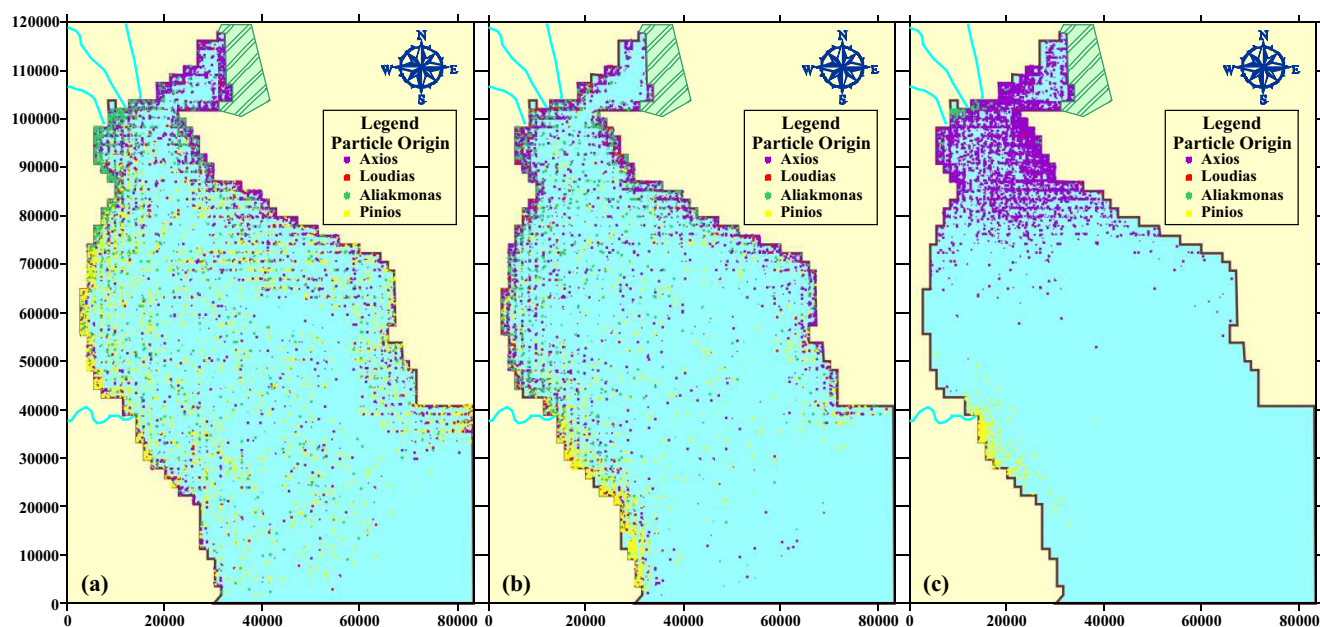 120000
110000
100000
90000
80000
70000
60000
50000
40000
30000
20000
10000
0
N
W E
S
Legend
Particle Origin
Axios
Loudias
Aliakmonas
Pinios
(a)
0 20000 40000 60000 80000
N
W E
S
Legend
Particle Origin
Axios
Loudias
Aliakmonas
Pinios
(b)
0 20000 40000 60000 80000
N
W E
S
Legend
Particle Origin
Axios
Loudias
Aliakmonas
Pinios
(c)
0 20000 40000 60000 80000